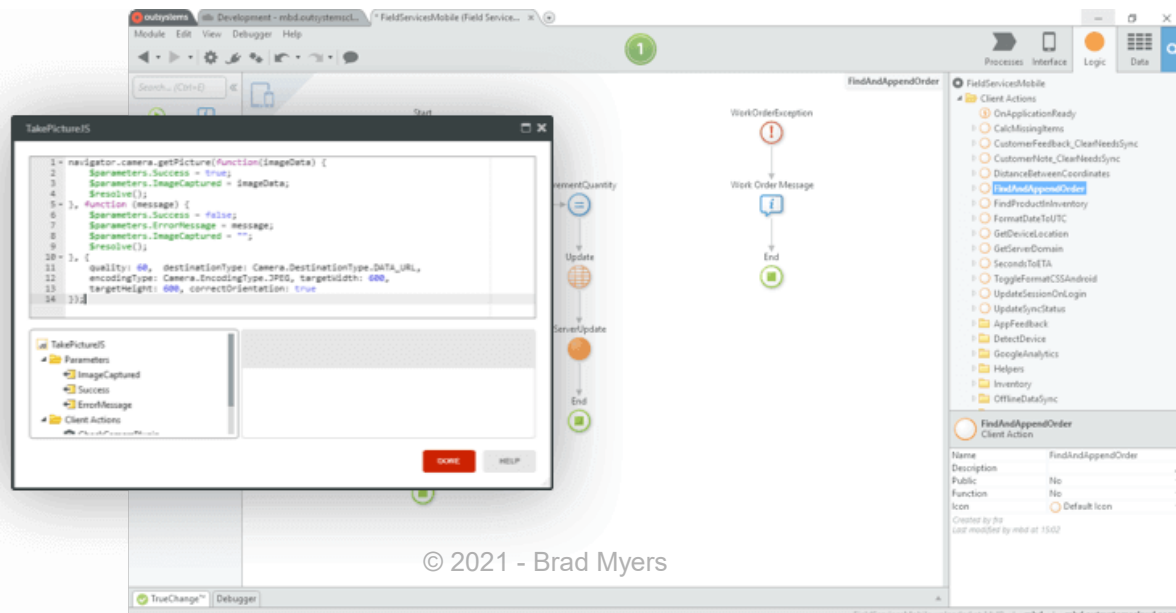 outsystems
Development - mbd.outsystemscl...
* FieldServicesMobile (Field Service...
Module Edit View Debugger Help
1
Processes Interface Logic Data
Search... (Ctrl+E)
FindAndAppendOrder
Start
WorkOrderException
Work Order Message
End
rementQuantity
Update
ServerUpdate
End
TakePictureJS
1 navigator.camera.getPicture(function(imageData) {
2 $parameters.Success = true;
3 $parameters.ImageCaptured = imageData;
4 $resolve();
5 }, function (message) {
6 $parameters.Success = false;
7 $parameters.ErrorMessage = message;
8 $parameters.ImageCaptured = "";
9 $resolve();
10 }, {
11 quality: 60, destinationType: Camera.DestinationType.DATA_URL,
12 encodingType: Camera.EncodingType.JPEG, targetWidth: 600,
13 targetHeight: 600, correctOrientation: true
14 });
TakePictureJS
Parameters
ImageCaptured
Success
ErrorMessage
Client Actions
DONE
HELP
FieldServicesMobile
Client Actions
OnApplicationReady
CalcMissingItems
CustomerFeedback_ClearNeedsSync
CustomerNote_ClearNeedsSync
DistanceBetweenCoordinates
FindAndAppendOrder
FindProductInInventory
FormatDateToUTC
GetDeviceLocation
GetServerDomain
SecondsToETA
ToggleFormatCSSAndroid
UpdateSessionOnLogin
UpdateSyncStatus
AppFeedback
DetectDevice
GoogleAnalytics
Helpers
Inventory
OfflineDataSync
FindAndAppendOrder
Client Action
Name FindAndAppendOrder
Description
Public No
Function No
Icon Default Icon
Created by fra
Last modified by mbit at 15:02
© 2021 - Brad Myers
TrueChange™ Debugger